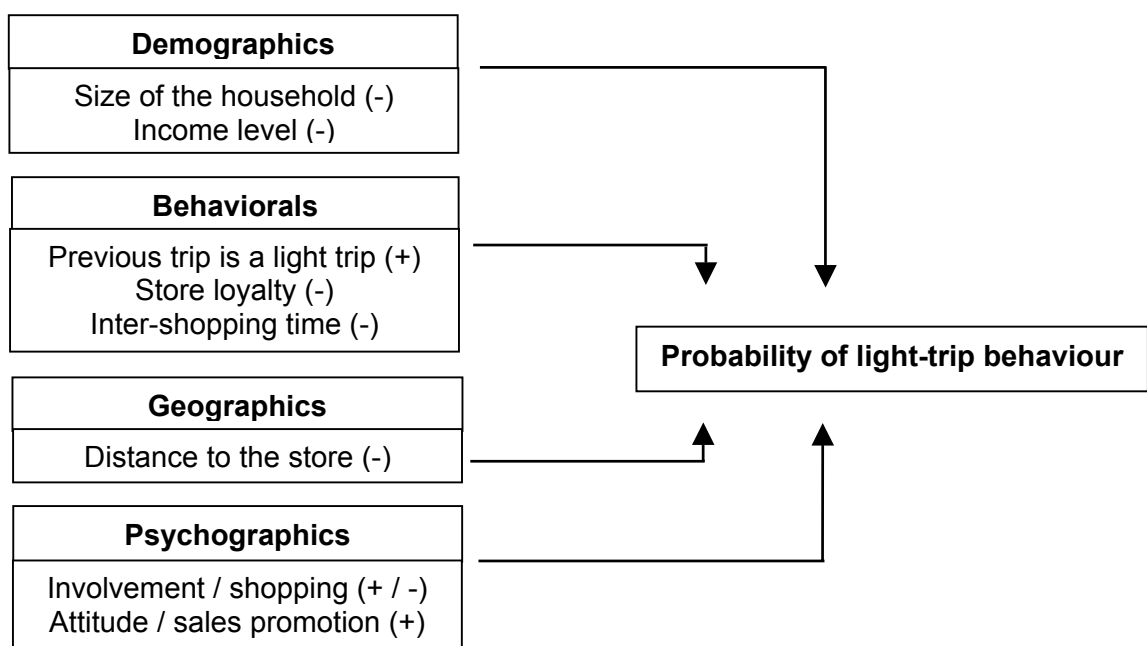 Demographics
Size of the household (-)
Income level (-)
Behaviorals
Previous trip is a light trip (+)
Store loyalty (-)
Inter-shopping time (-)
Probability of light-trip behaviour
Geographics
Distance to the store (-)
Psychographics
Involvement / shopping (+ / -)
Attitude / sales promotion (+)